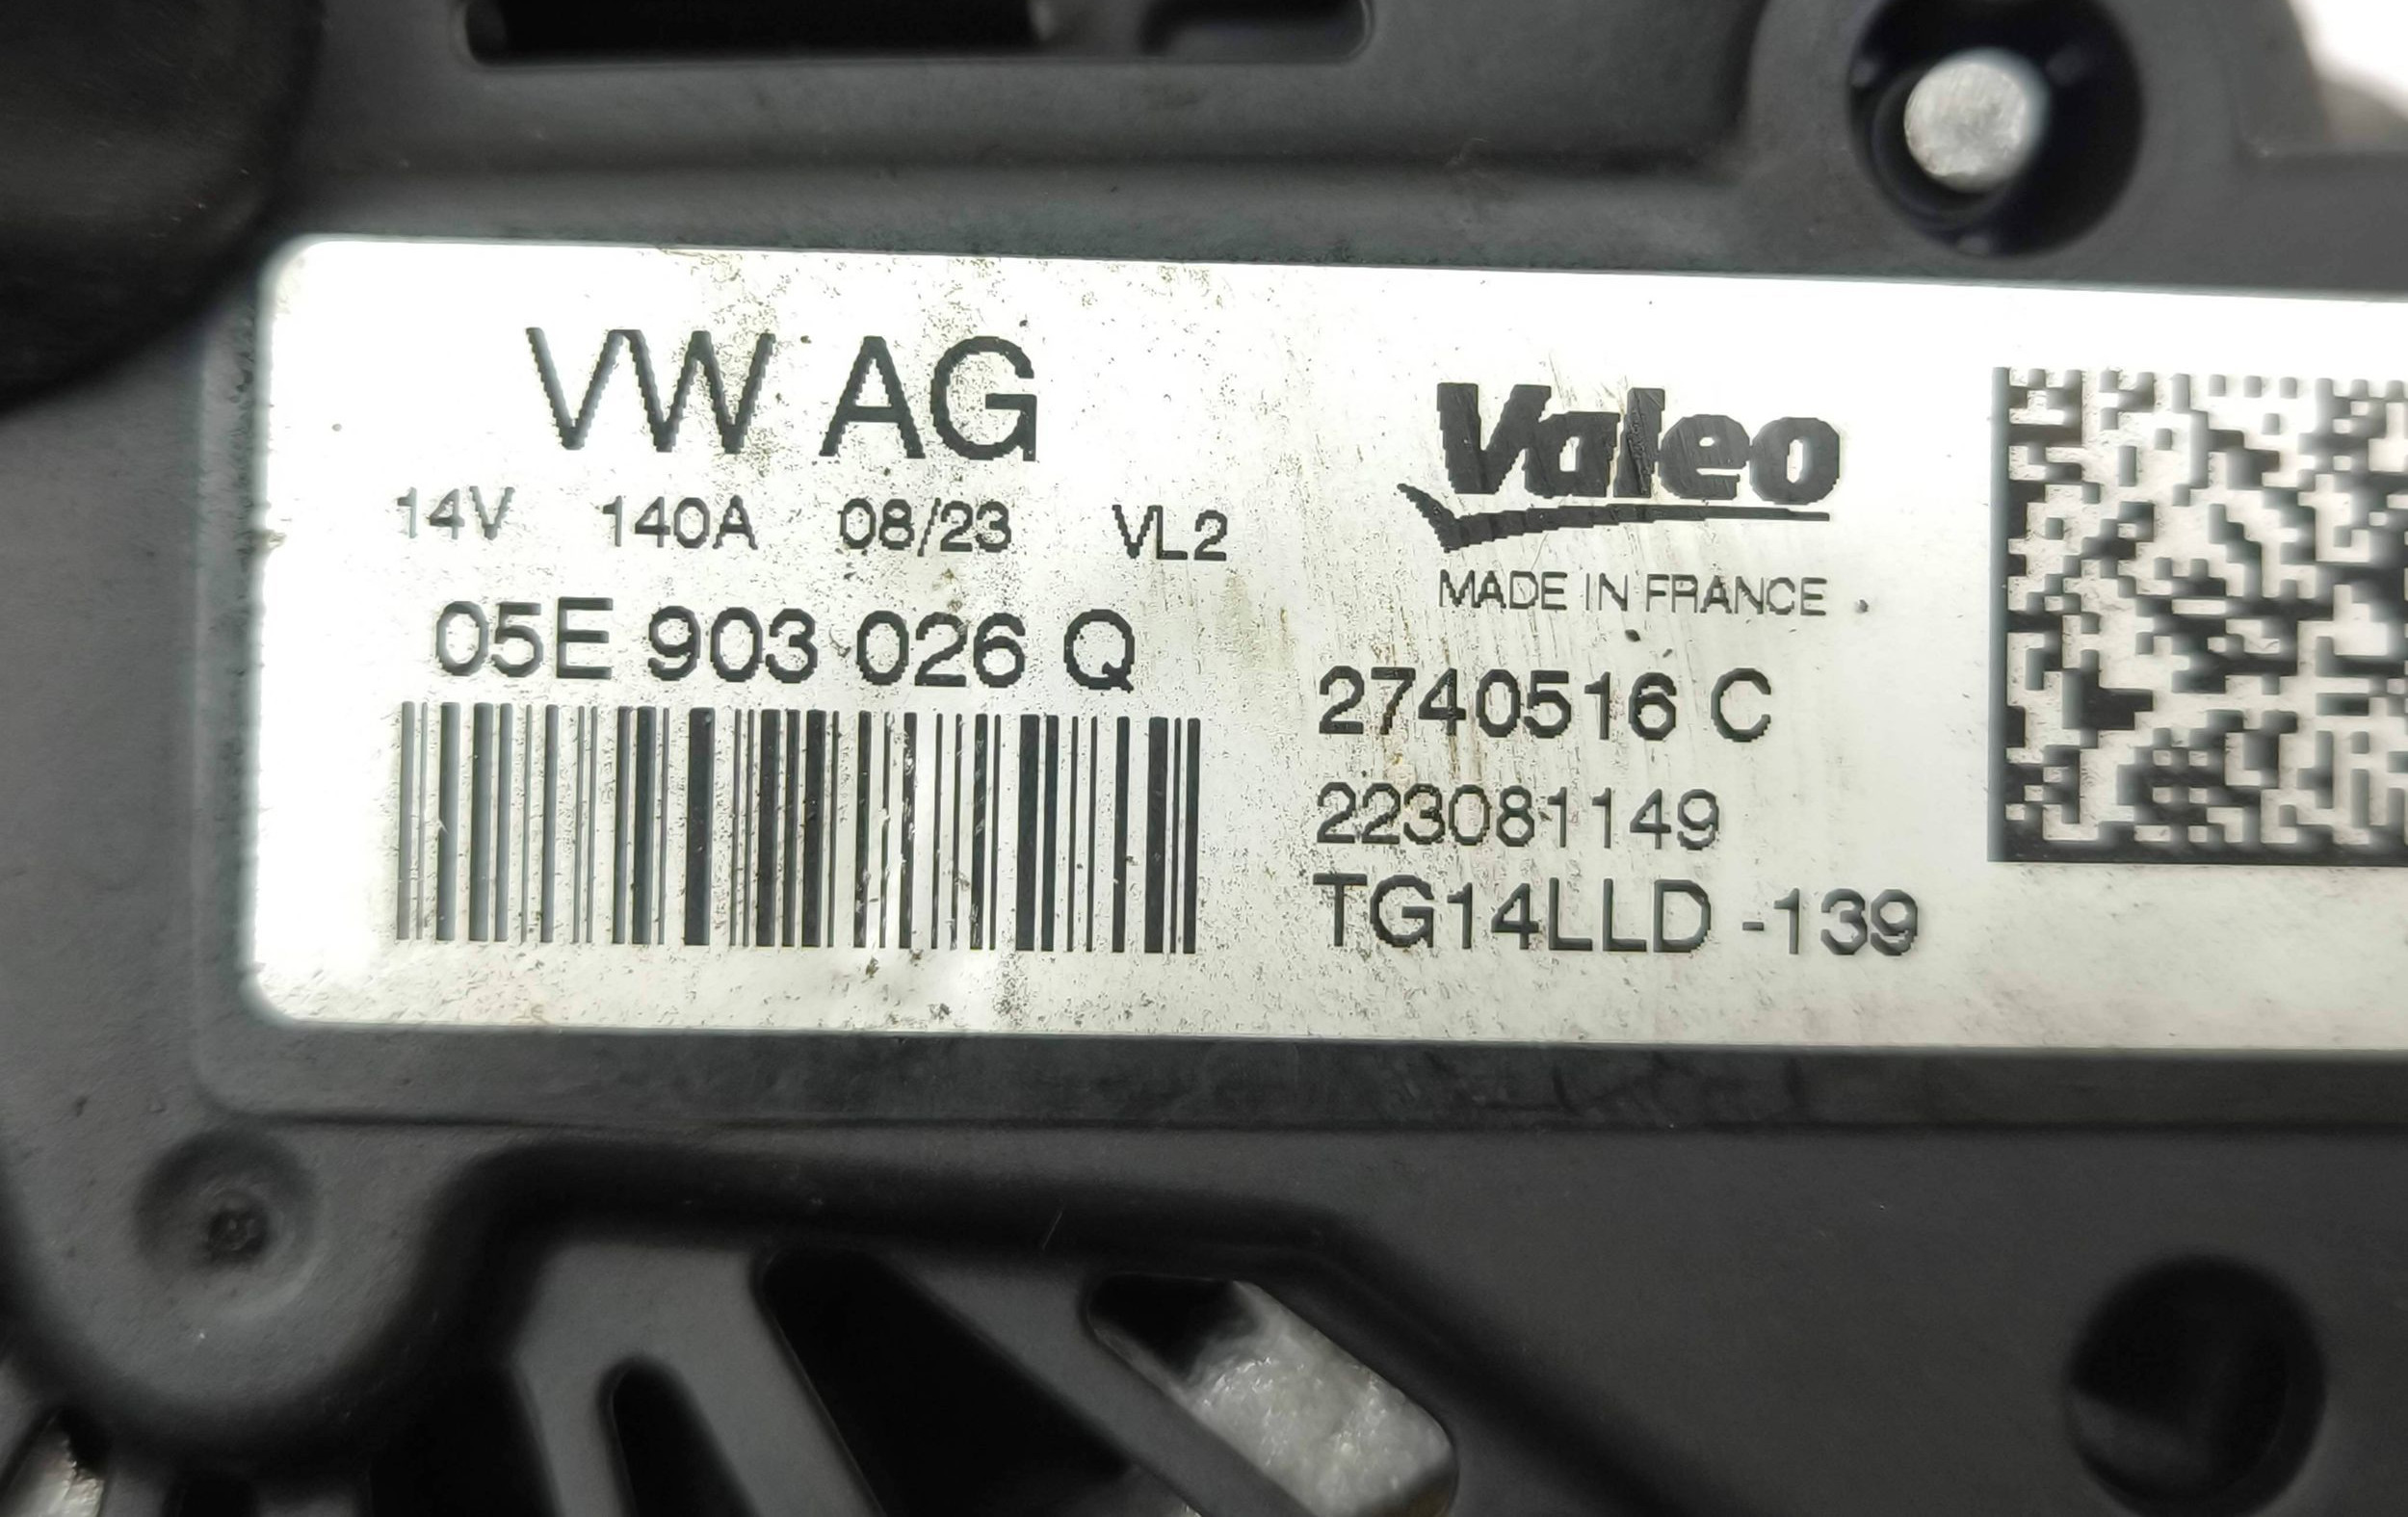 VW AG
14V 140A 08/23 VL2
05E 903 026 Q
Valeo
MADE IN FRANCE
2740516 C
223081149
TG14LLD -139